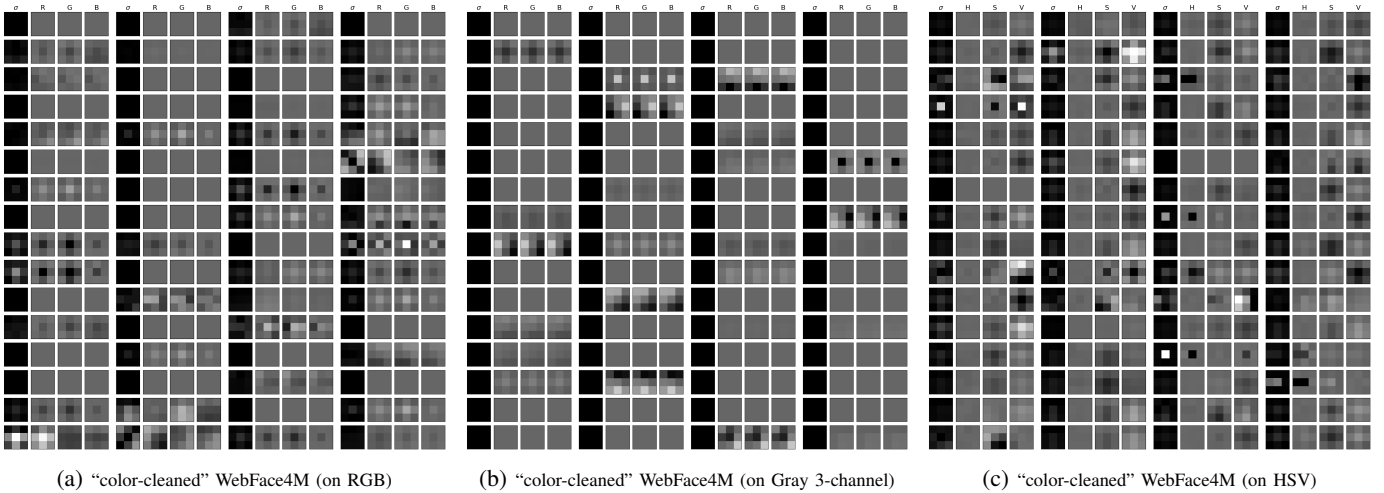 σ R G B σ R G B σ R G B σ R G B
σ R G B σ R G B σ R G B σ R G B
σ H S V σ H S V σ H S V σ H S V
(a) “color-cleaned” WebFace4M (on RGB)
(b) “color-cleaned” WebFace4M (on Gray 3-channel)
(c) “color-cleaned” WebFace4M (on HSV)